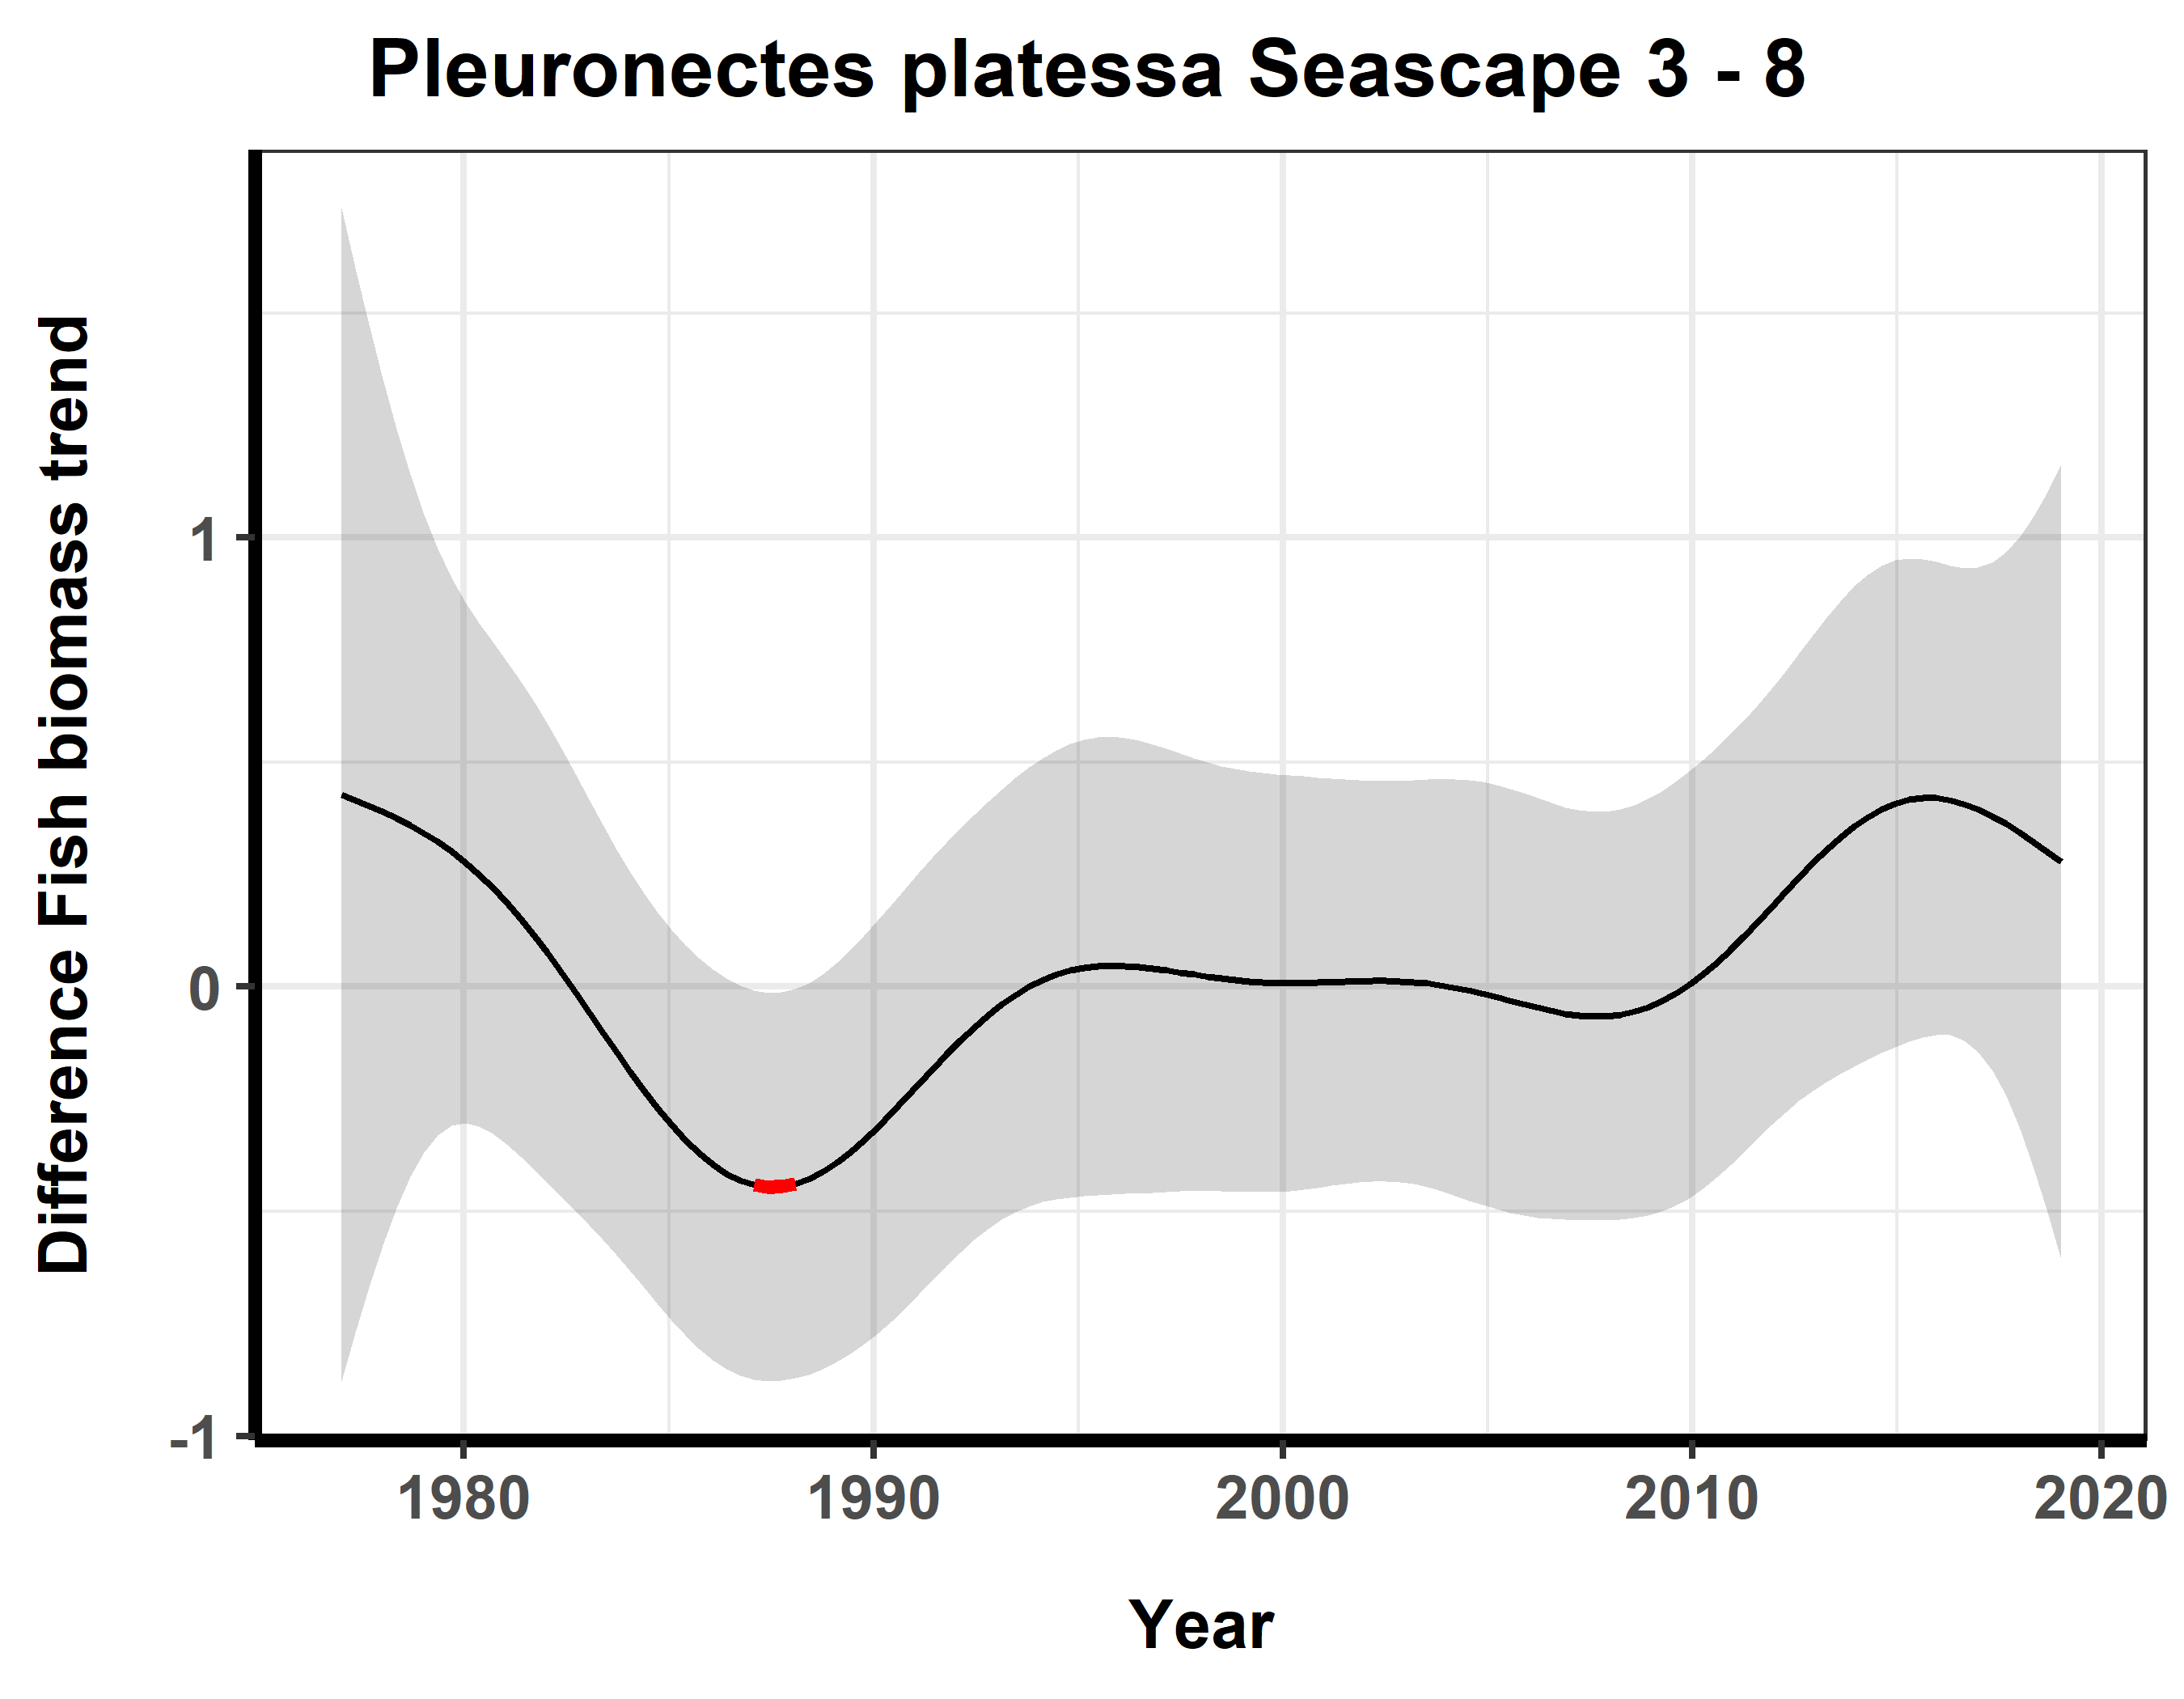 Pleuronectes platessa Seascape 3 - 8
Difference Fish biomass trend
1
0
-1
1980 1990 2000 2010 2020
Year